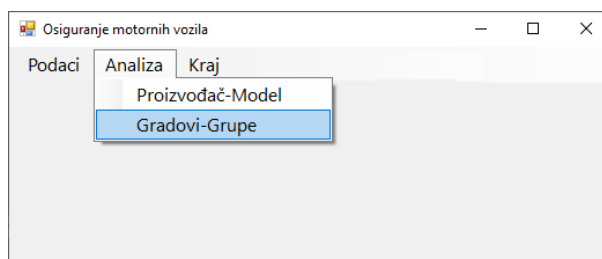 Osiguranje motornih vozila
Podaci Analiza Kraj
Proizvođač-Model
Gradovi-Grupe